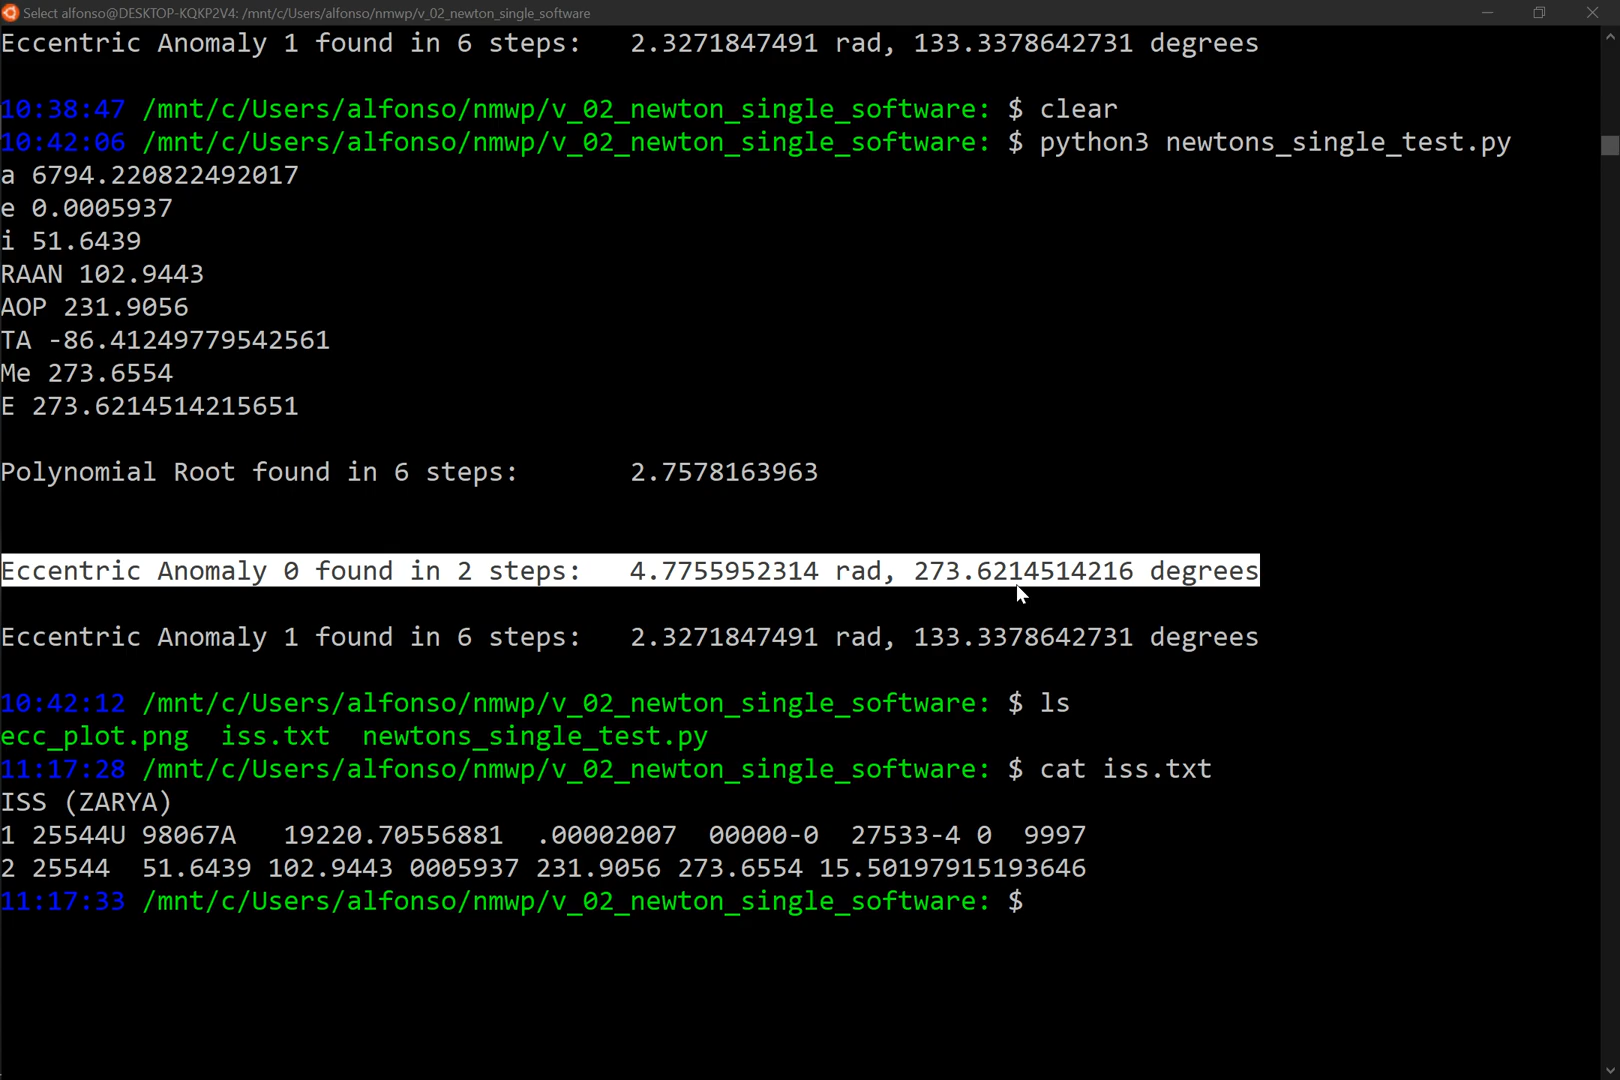 Select alfonso@DESKTOP-KQKP2V4: /mnt/c/Users/alfonso/nmwp/v_02_newton_single_software
Eccentric Anomaly 1 found in 6 steps:   2.3271847491 rad, 133.3378642731 degrees
10:38:47 /mnt/c/Users/alfonso/nmwp/v_02_newton_single_software: $ clear
10:42:06 /mnt/c/Users/alfonso/nmwp/v_02_newton_single_software: $ python3 newtons_single_test.py
a 6794.220822492017
e 0.0005937
i 51.6439
RAAN 102.9443
AOP 231.9056
TA -86.41249779542561
Me 273.6554
E 273.6214514215651
Polynomial Root found in 6 steps:       2.7578163963
Eccentric Anomaly 0 found in 2 steps:   4.7755952314 rad, 273.6214514216 degrees
Eccentric Anomaly 1 found in 6 steps:   2.3271847491 rad, 133.3378642731 degrees
10:42:12 /mnt/c/Users/alfonso/nmwp/v_02_newton_single_software: $ ls
ecc_plot.png  iss.txt  newtons_single_test.py
11:17:28 /mnt/c/Users/alfonso/nmwp/v_02_newton_single_software: $ cat iss.txt
ISS (ZARYA)
1 25544U 98067A   19220.70556881  .00002007  00000-0  27533-4 0  9997
2 25544  51.6439 102.9443 0005937 231.9056 273.6554 15.50197915193646
11:17:33 /mnt/c/Users/alfonso/nmwp/v_02_newton_single_software: $